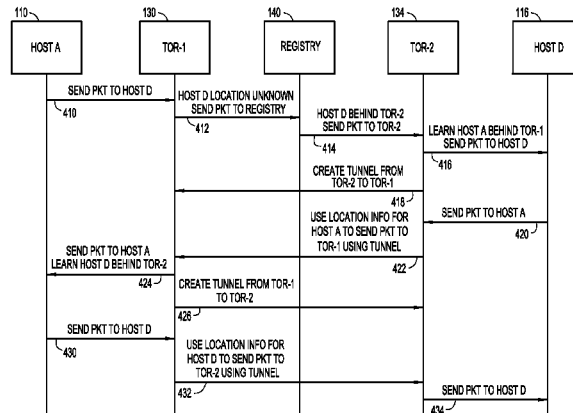 110
130
140
134
116
HOST A
TOR-1
REGISTRY
TOR-2
HOST D
SEND PKT TO HOST D
410
HOST D LOCATION UNKNOWN
SEND PKT TO REGISTRY
412
HOST D BEHIND TOR-2
SEND PKT TO TOR-2
414
LEARN HOST A BEHIND TOR-1
SEND PKT TO HOST D
416
CREATE TUNNEL FROM
TOR-2 TO TOR-1
418
SEND PKT TO HOST A
420
USE LOCATION INFO FOR
HOST A TO SEND PKT TO
TOR-1 USING TUNNEL
422
SEND PKT TO HOST A
LEARN HOST D BEHIND TOR-2
424
CREATE TUNNEL FROM TOR-1
TO TOR-2
426
SEND PKT TO HOST D
430
USE LOCATION INFO FOR
HOST D TO SEND PKT TO
TOR-2 USING TUNNEL
432
SEND PKT TO HOST D
434